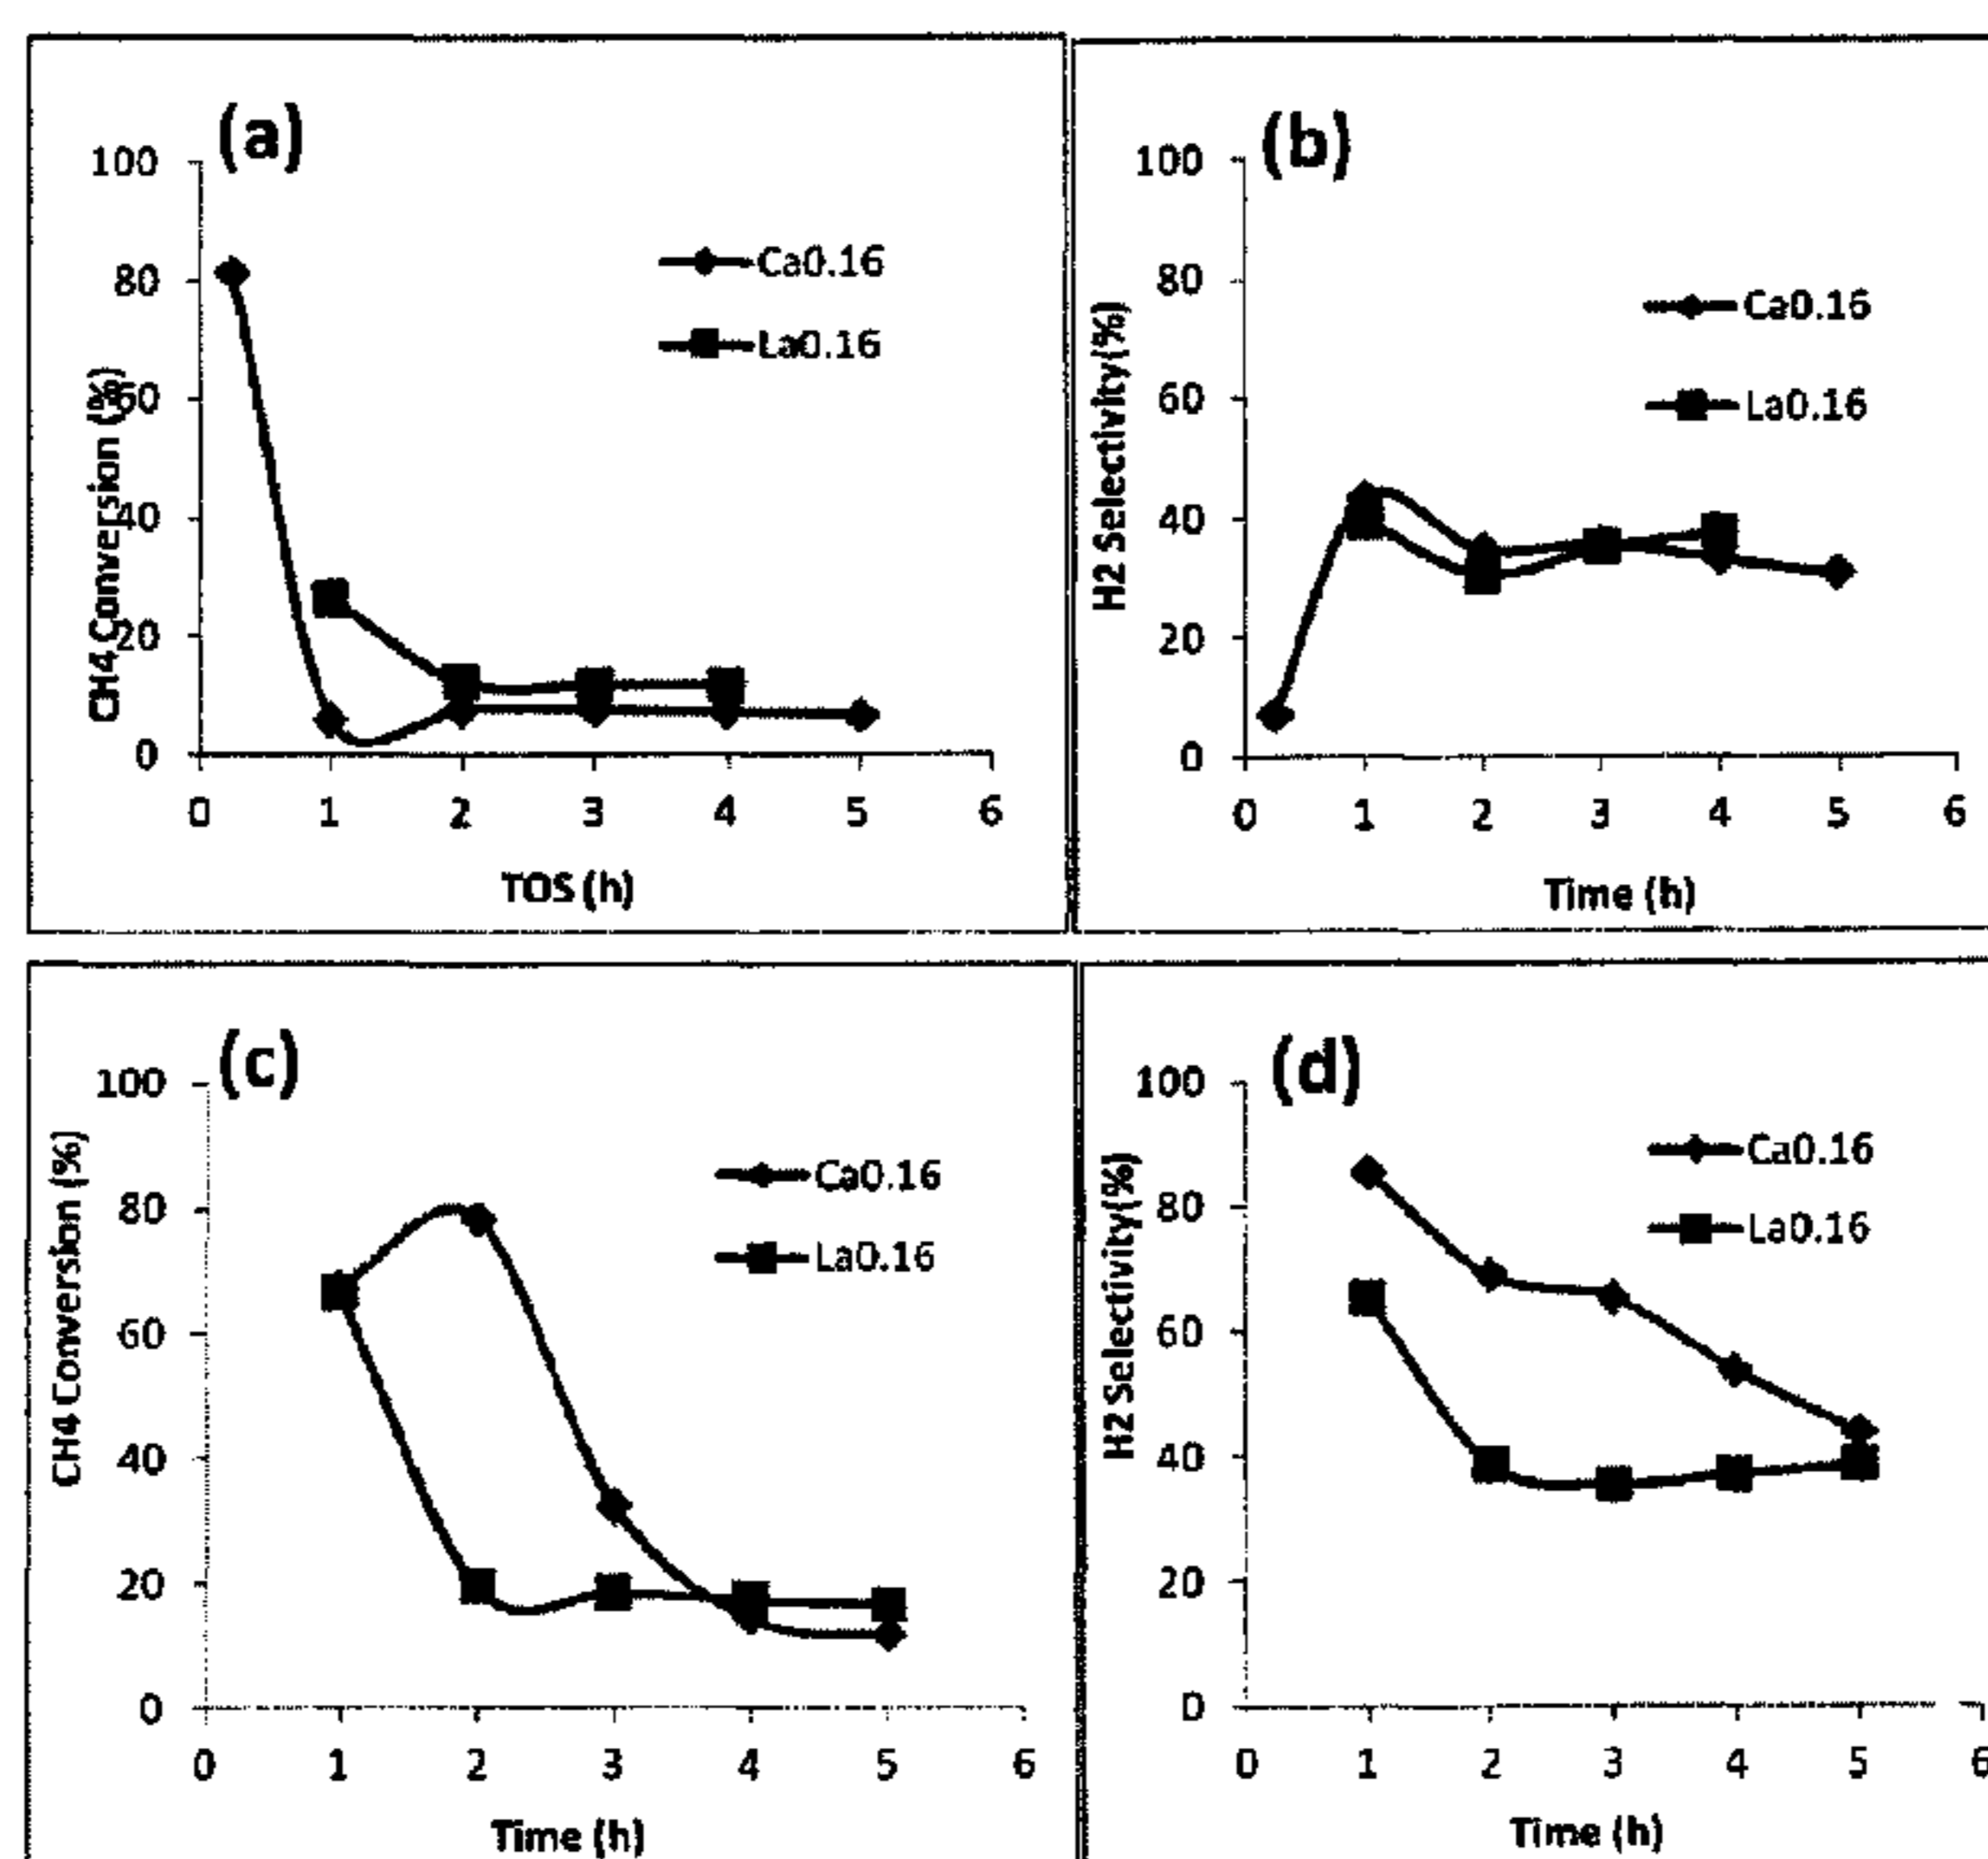 (a)
100
80
60
40
20
0
0 1 2 3 4 5 6
CH4 Conversion (%)
TOS (h)
Ca0.16
La0.16
(b)
100
80
60
40
20
0
0 1 2 3 4 5 6
H2 Selectivity(%)
Time (h)
Ca0.16
La0.16
(c)
100
80
60
40
20
0
0 1 2 3 4 5 6
CH4 Conversion (%)
Time (h)
Ca0.16
La0.16
(d)
100
80
60
40
20
0
0 1 2 3 4 5 6
H2 Selectivity(%)
Time (h)
Ca0.16
La0.16